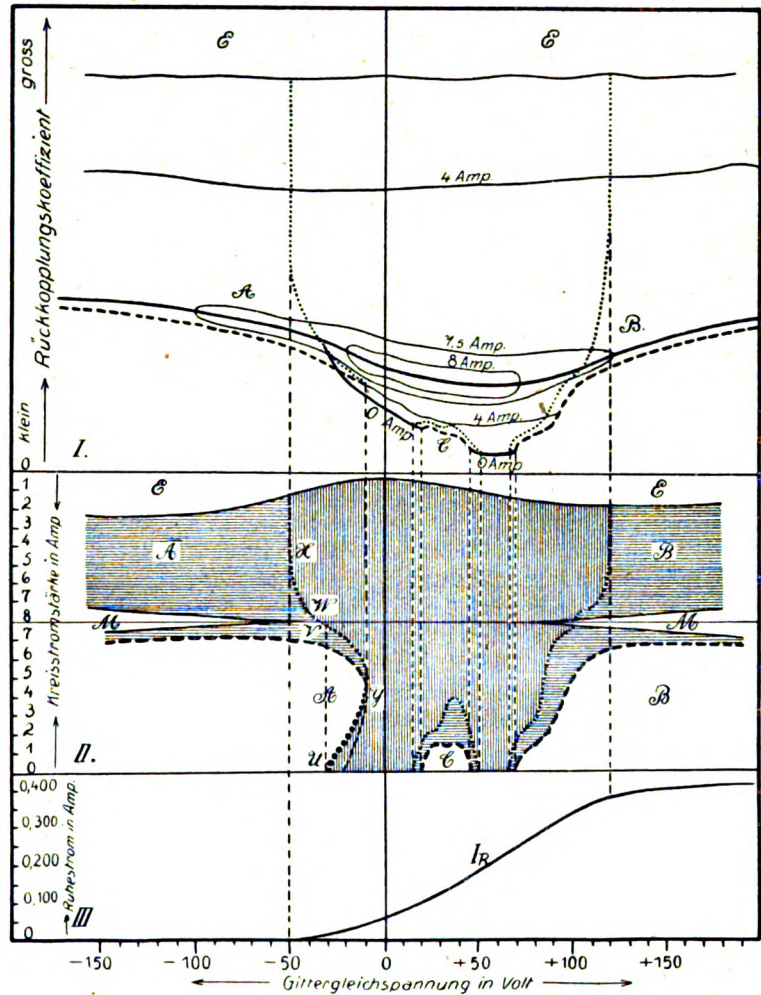 E E
gross
Rückkopplungskoeffizient
klein
0
4 Amp.
A
B.
7,5 Amp.
8 Amp.
4 Amp.
0 Amp
C
0 Amp
I.
1
2
3
4
5
6
7
8
7
6
5
4
3
2
1
0
Kreisstromstärke in Amp
E E
A X B
W
M V M
A Y B
U C
II.
0,400
0,300
0,200
0,100
0
Ruhestrom in Amp.
I_R
III
−150 −100 −50 0 +50 +100 +150
Gittergleichspannung in Volt